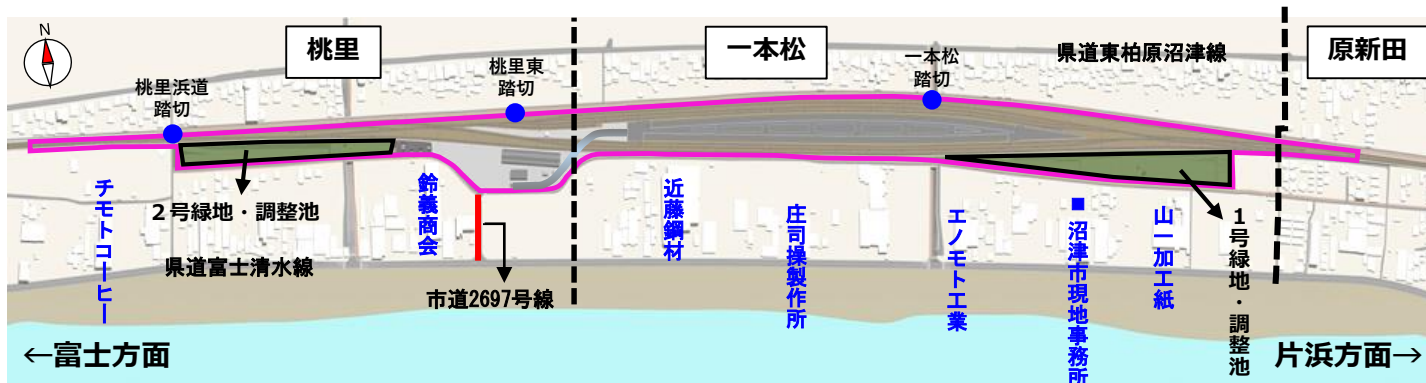 N
桃里
一本松
原新田
県道東柏原沼津線
桃里浜道
踏切
桃里東
踏切
一本松
踏切
チモトコーヒー
2号緑地・調整池
県道富士清水線
鈴義商会
市道2697号線
近藤鋼材
庄司操製作所
エノモト工業
■沼津市現地事務所
山一加工紙
1号緑地・調整池
←富士方面
片浜方面→